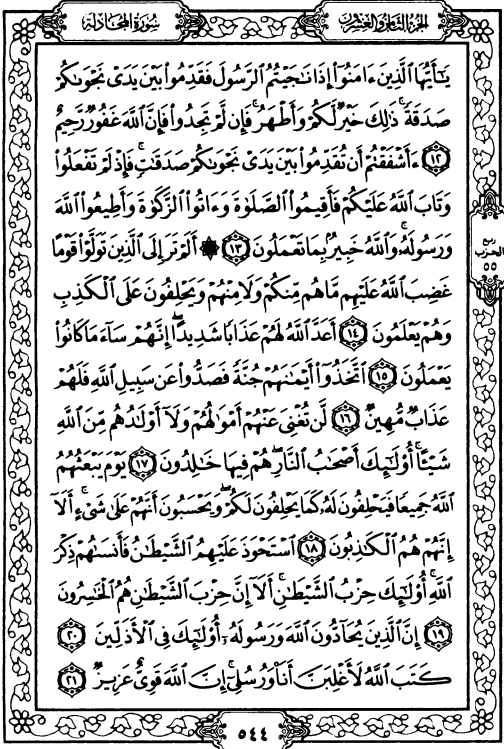 الجزء الثامن والعشرون
سورة المجادلة
يَٰٓأَيُّهَا ٱلَّذِينَ ءَامَنُوٓا۟ إِذَا نَٰجَيْتُمُ ٱلرَّسُولَ فَقَدِّمُوا۟ بَيْنَ يَدَىْ نَجْوَىٰكُمْ
صَدَقَةً ۚ ذَٰلِكَ خَيْرٌ لَّكُمْ وَأَطْهَرُ ۚ فَإِن لَّمْ تَجِدُوا۟ فَإِنَّ ٱللَّهَ غَفُورٌ رَّحِيمٌ
١٢ ءَأَشْفَقْتُمْ أَن تُقَدِّمُوا۟ بَيْنَ يَدَىْ نَجْوَىٰكُمْ صَدَقَٰتٍ ۚ فَإِذْ لَمْ تَفْعَلُوا۟
وَتَابَ ٱللَّهُ عَلَيْكُمْ فَأَقِيمُوا۟ ٱلصَّلَوٰةَ وَءَاتُوا۟ ٱلزَّكَوٰةَ وَأَطِيعُوا۟ ٱللَّهَ
وَرَسُولَهُۥ ۚ وَٱللَّهُ خَبِيرٌۢ بِمَا تَعْمَلُونَ ١٣ ۞ أَلَمْ تَرَ إِلَى ٱلَّذِينَ تَوَلَّوْا۟ قَوْمًا
ربع
الحزب
٥٥
غَضِبَ ٱللَّهُ عَلَيْهِم مَّا هُم مِّنكُمْ وَلَا مِنْهُمْ وَيَحْلِفُونَ عَلَى ٱلْكَذِبِ
وَهُمْ يَعْلَمُونَ ١٤ أَعَدَّ ٱللَّهُ لَهُمْ عَذَابًا شَدِيدًا ۖ إِنَّهُمْ سَآءَ مَا كَانُوا۟
يَعْمَلُونَ ١٥ ٱتَّخَذُوٓا۟ أَيْمَٰنَهُمْ جُنَّةً فَصَدُّوا۟ عَن سَبِيلِ ٱللَّهِ فَلَهُمْ
عَذَابٌ مُّهِينٌ ١٦ لَّن تُغْنِىَ عَنْهُمْ أَمْوَٰلُهُمْ وَلَآ أَوْلَٰدُهُم مِّنَ ٱللَّهِ
شَيْـًٔا ۚ أُو۟لَٰٓئِكَ أَصْحَٰبُ ٱلنَّارِ ۖ هُمْ فِيهَا خَٰلِدُونَ ١٧ يَوْمَ يَبْعَثُهُمُ
ٱللَّهُ جَمِيعًا فَيَحْلِفُونَ لَهُۥ كَمَا يَحْلِفُونَ لَكُمْ ۖ وَيَحْسَبُونَ أَنَّهُمْ عَلَىٰ شَىْءٍ ۚ أَلَآ
إِنَّهُمْ هُمُ ٱلْكَٰذِبُونَ ١٨ ٱسْتَحْوَذَ عَلَيْهِمُ ٱلشَّيْطَٰنُ فَأَنسَىٰهُمْ ذِكْرَ
ٱللَّهِ ۚ أُو۟لَٰٓئِكَ حِزْبُ ٱلشَّيْطَٰنِ ۚ أَلَآ إِنَّ حِزْبَ ٱلشَّيْطَٰنِ هُمُ ٱلْخَٰسِرُونَ
١٩ إِنَّ ٱلَّذِينَ يُحَآدُّونَ ٱللَّهَ وَرَسُولَهُۥٓ أُو۟لَٰٓئِكَ فِى ٱلْأَذَلِّينَ ٢٠
كَتَبَ ٱللَّهُ لَأَغْلِبَنَّ أَنَا۠ وَرُسُلِىٓ ۚ إِنَّ ٱللَّهَ قَوِىٌّ عَزِيزٌ ٢١
٥٤٤